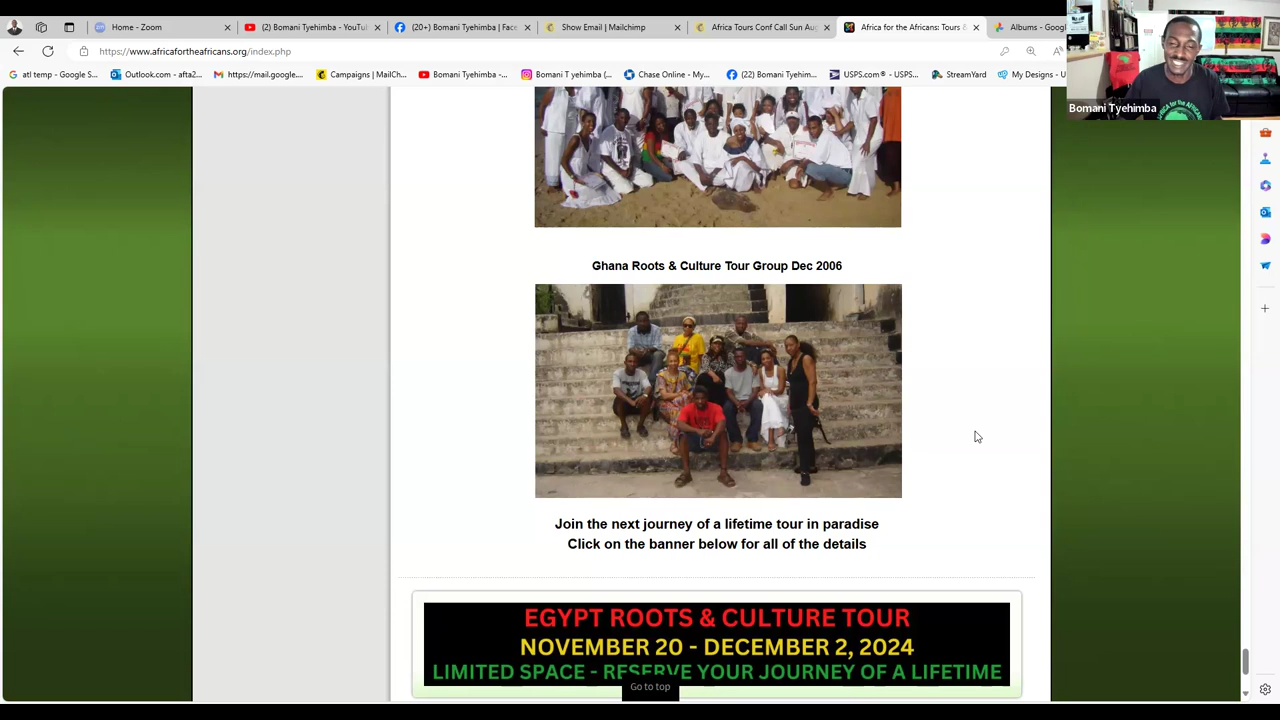 Home - Zoom
(2) Bomani Tyehimba - YouTu
(20+) Bomani Tyehimba | Face
Show Email | Mailchimp
Africa Tours Conf Call Sun Au
Africa for the Africans: Tours &
Albums - Goog
https://www.africafortheafricans.org/index.php
atl temp - Google S...
Outlook.com - afta2...
https://mail.google....
Campaigns | MailCh...
Bomani Tyehimba -...
Bomani T yehimba (...
Chase Online - My...
(22) Bomani Tyehim...
USPS.com® - USPS...
StreamYard
My Designs -
Bomani Tyehimba
Ghana Roots & Culture Tour Group Dec 2006
Join the next journey of a lifetime tour in paradise
Click on the banner below for all of the details
EGYPT ROOTS & CULTURE TOUR
NOVEMBER 20 - DECEMBER 2, 2024
LIMITED SPACE - RESERVE YOUR JOURNEY OF A LIFETIME
Go to top